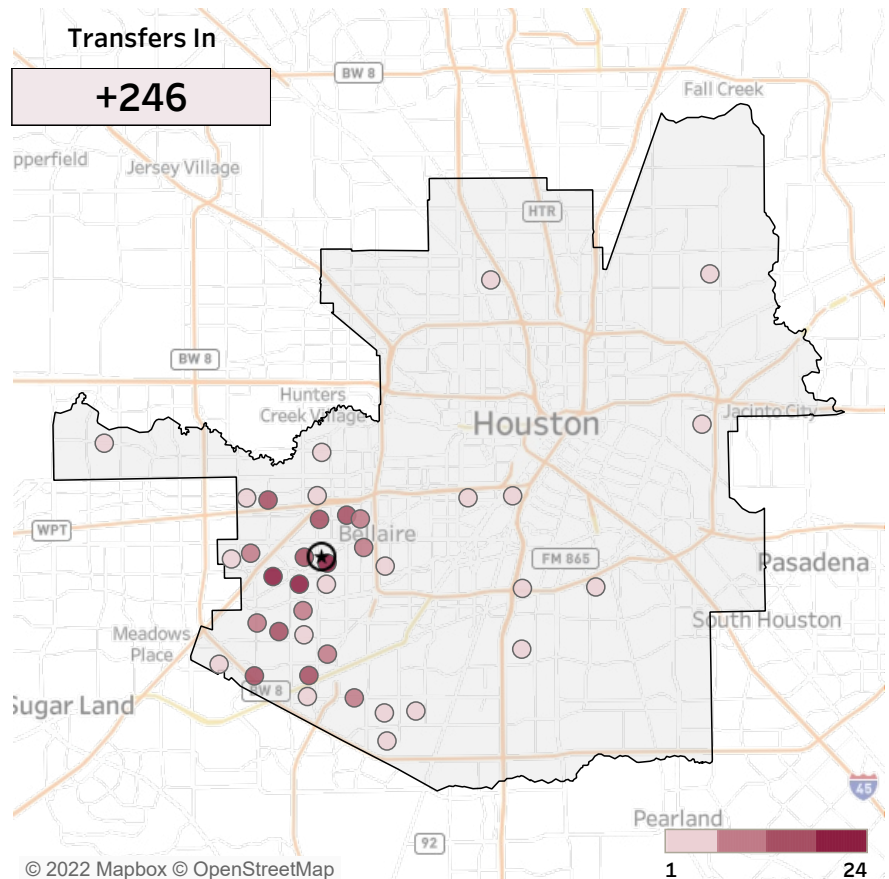 Transfers In
+246
BW 8
Fall Creek
pperfield
Jersey Village
HTR
BW 8
Hunters
Creek Village
Jacinto City
Houston
WPT
Bellaire
FM 865
Pasadena
South Houston
Meadows
Place
BW 8
Sugar Land
45
Pearland
92
1
24
© 2022 Mapbox © OpenStreetMap